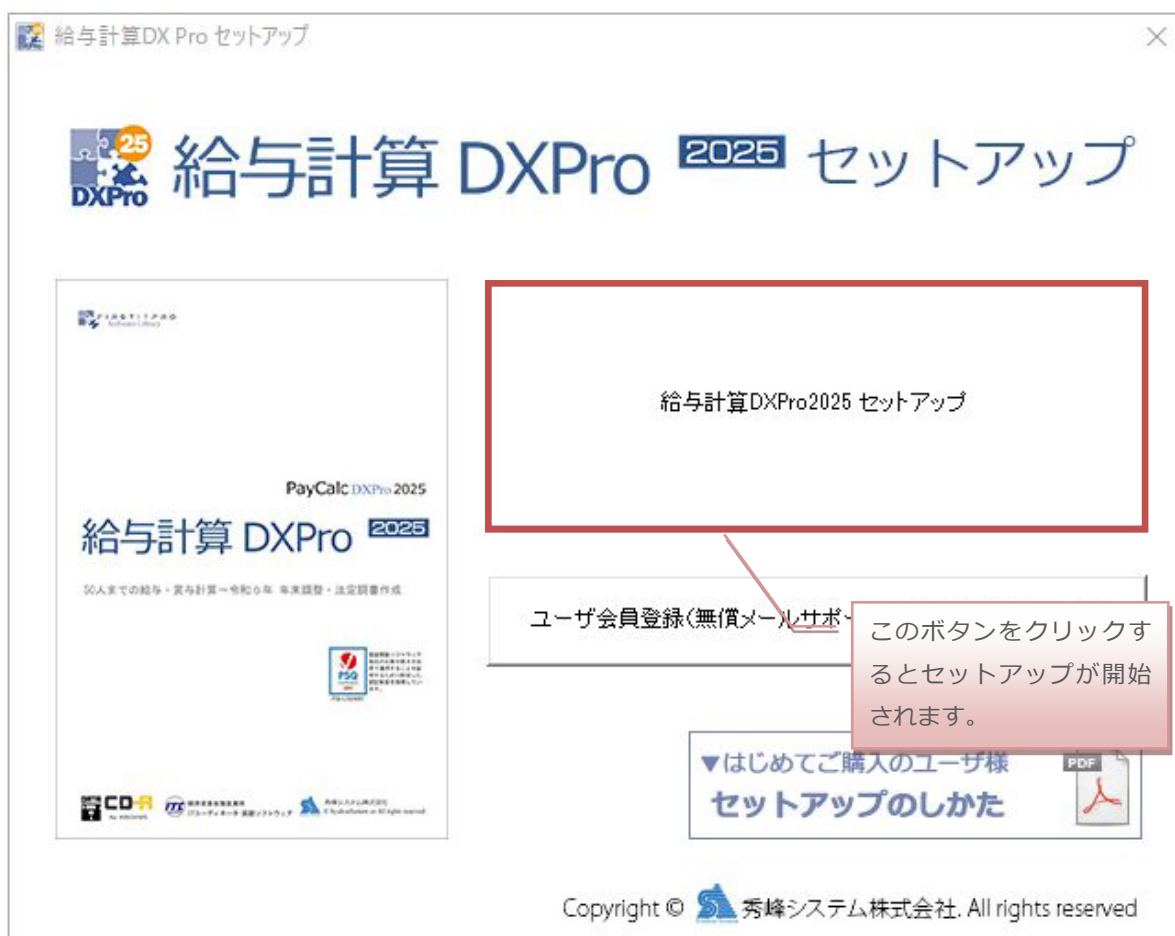 給与計算DX Pro セットアップ
25
DXPro
給与計算 DXPro 2025 セットアップ
FIRSTITPRO
Software Library
給与計算DXPro2025 セットアップ
PayCalc DXPro 2025
給与計算 DXPro 2025
50人までの給与・賞与計算~令和6年 年末調整・法定調書作成
ユーザ会員登録(無償メールサポー
このボタンをクリックす
るとセットアップが開始
されます。
PSQ
▼はじめてご購入のユーザ様
セットアップのしかた
PDF
CD-R
ITC
Copyright © 秀峰システム株式会社. All rights reserved